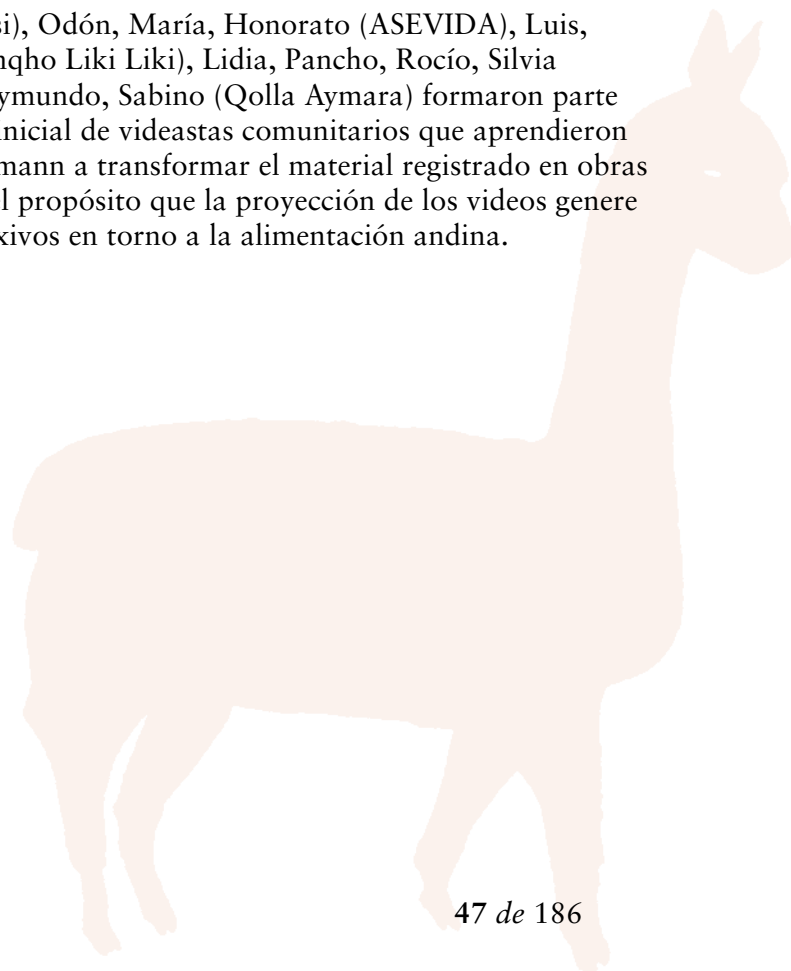 si), Odón, María, Honorato (ASEVIDA), Luis,
nqho Liki Liki), Lidia, Pancho, Rocío, Silvia
ymundo, Sabino (Qolla Aymara) formaron parte
inicial de videastas comunitarios que aprendieron
mann a transformar el material registrado en obras
l propósito que la proyección de los videos genere
xivos en torno a la alimentación andina.
47 de 186